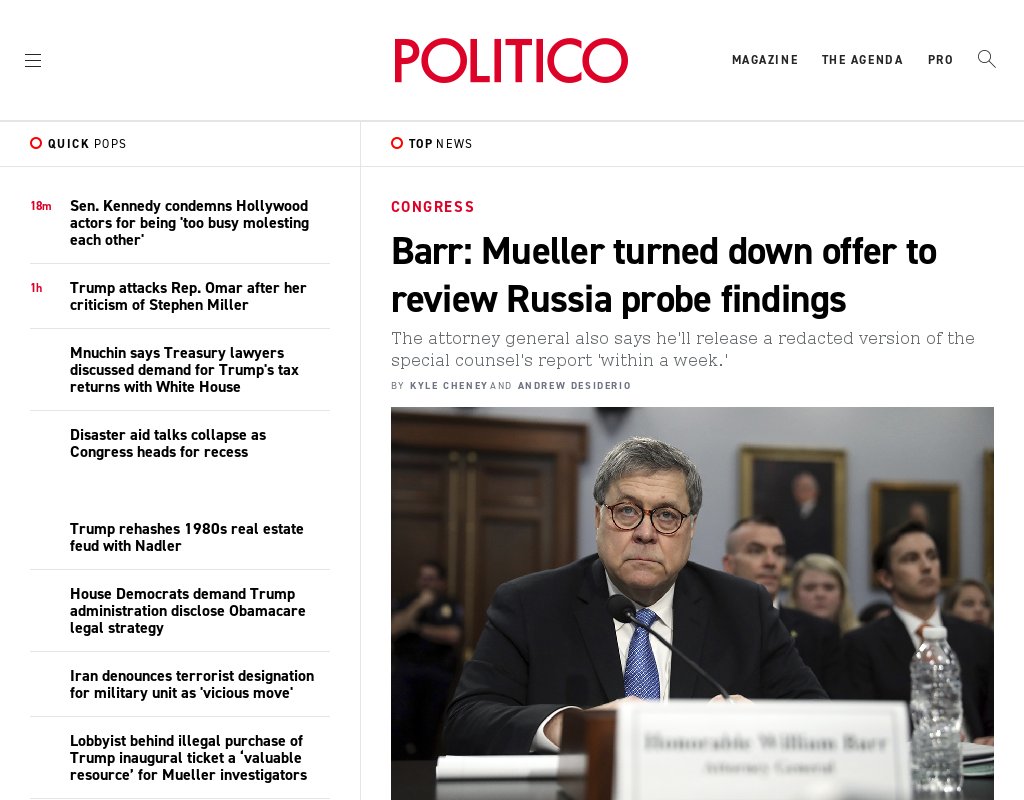 POLITICO
MAGAZINE THE AGENDA PRO
QUICK POPS
TOP NEWS
18m
Sen. Kennedy condemns Hollywood
actors for being 'too busy molesting
each other'
1h
Trump attacks Rep. Omar after her
criticism of Stephen Miller
Mnuchin says Treasury lawyers
discussed demand for Trump's tax
returns with White House
Disaster aid talks collapse as
Congress heads for recess
Trump rehashes 1980s real estate
feud with Nadler
House Democrats demand Trump
administration disclose Obamacare
legal strategy
Iran denounces terrorist designation
for military unit as 'vicious move'
Lobbyist behind illegal purchase of
Trump inaugural ticket a ‘valuable
resource’ for Mueller investigators
CONGRESS
Barr: Mueller turned down offer to
review Russia probe findings
The attorney general also says he'll release a redacted version of the
special counsel's report 'within a week.'
BY KYLE CHENEY AND ANDREW DESIDERIO
Honorable William Barr
Attorney General